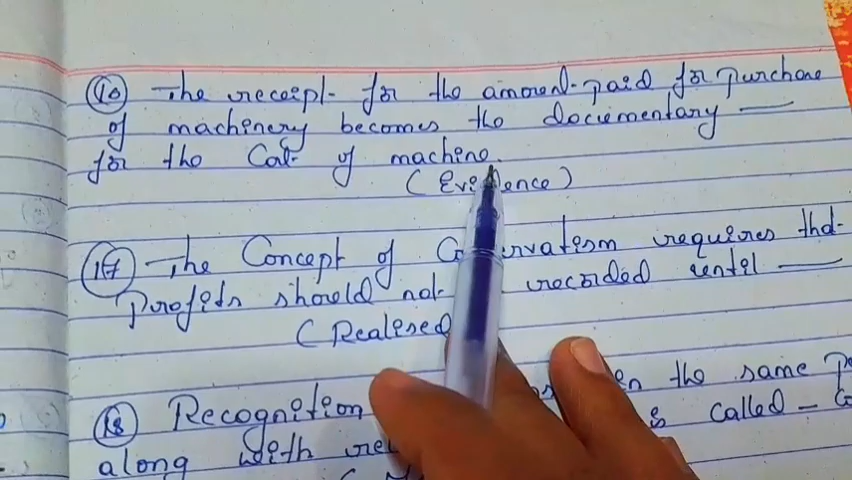 16 The receipt for the amount paid for purchase
of machinery becomes the documentary —
for the Cost of machine.
(Evidence)
17 The Concept of requires that
Profits should not recorded until —
(Realised
18 Recognition in the same
along with is called -